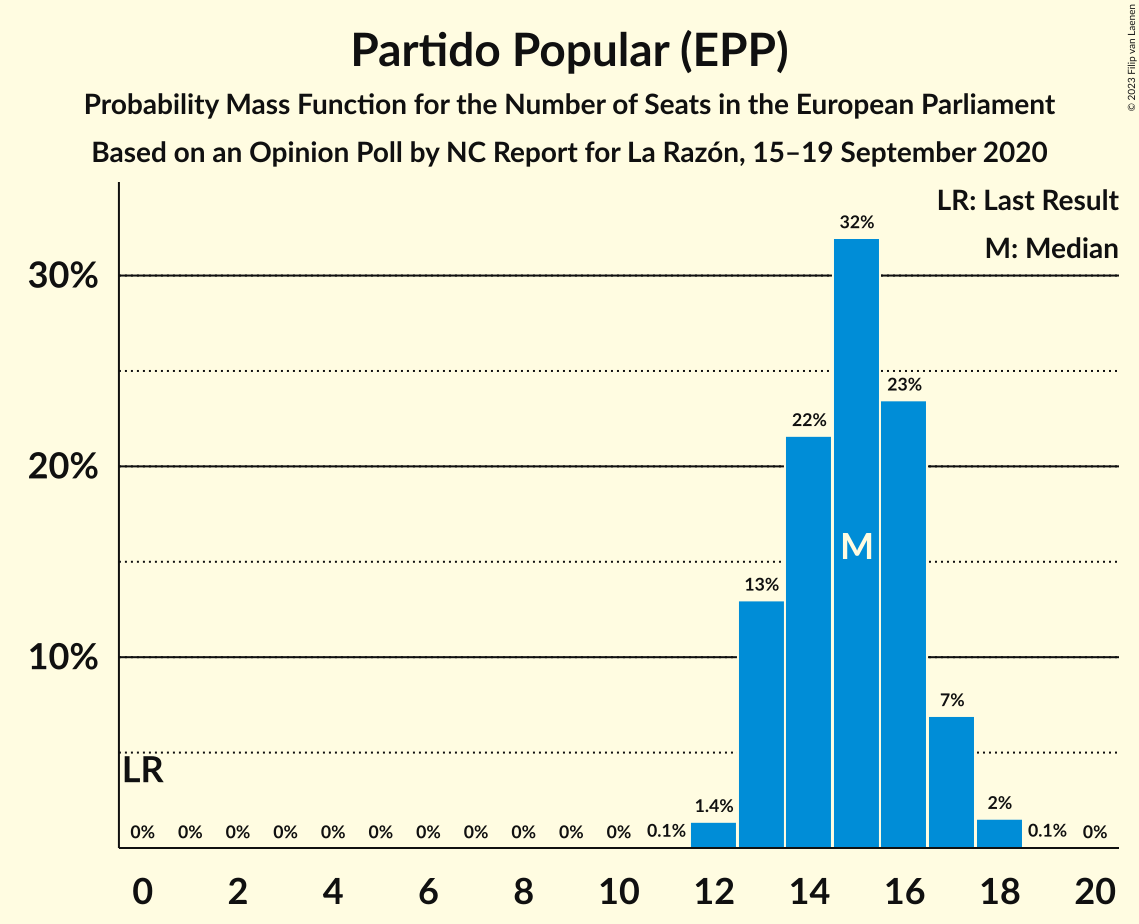 Partido Popular (EPP)
Probability Mass Function for the Number of Seats in the European Parliament
Based on an Opinion Poll by NC Report for La Razón, 15–19 September 2020
© 2023 Filip van Laenen
LR: Last Result
M: Median
30%
20%
10%
32%
23%
22%
M
13%
7%
LR
0% 0% 0% 0% 0% 0% 0% 0% 0% 0% 0% 0.1% 1.4% 2% 0.1% 0%
0 2 4 6 8 10 12 14 16 18 20